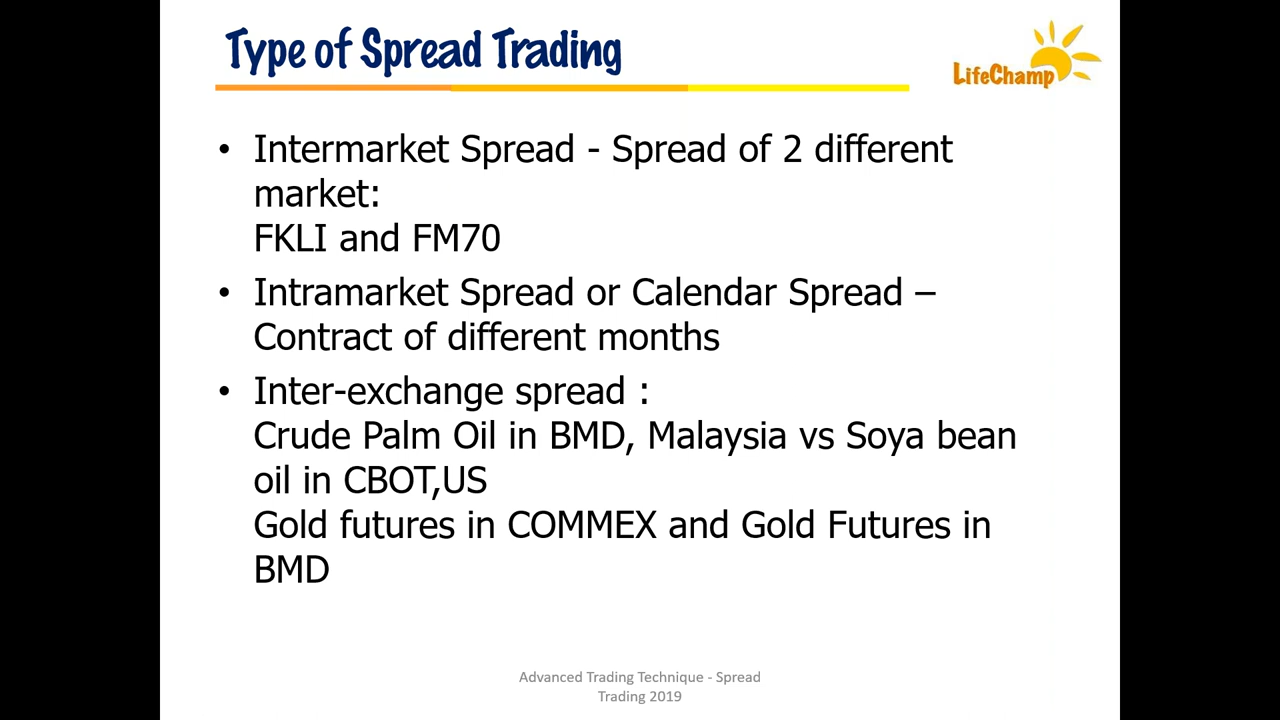 Type of Spread Trading
LifeChamp
• Intermarket Spread - Spread of 2 different
market:
FKLI and FM70
• Intramarket Spread or Calendar Spread –
Contract of different months
• Inter-exchange spread :
Crude Palm Oil in BMD, Malaysia vs Soya bean
oil in CBOT,US
Gold futures in COMMEX and Gold Futures in
BMD
Advanced Trading Technique - Spread
Trading 2019